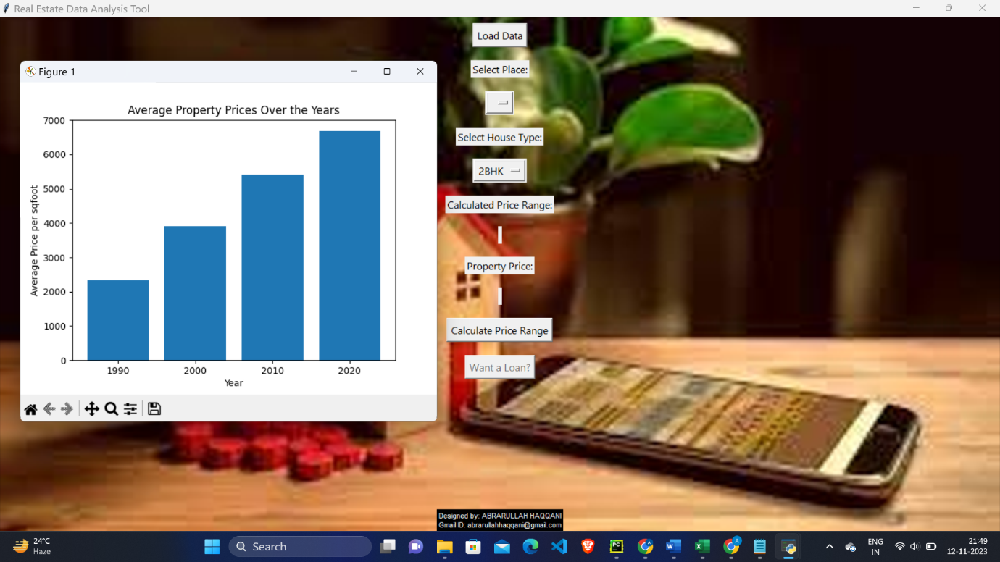 Real Estate Data Analysis Tool
Load Data
Select Place:
Select House Type:
2BHK
Calculated Price Range:
Property Price:
Calculate Price Range
Want a Loan?
Figure 1
Average Property Prices Over the Years
7000
6000
5000
4000
3000
2000
1000
0
Average Price per sqfoot
1990 2000 2010 2020
Year
Designed by: ABRARULLAH HAQQANI
Gmail ID: abrarullahhaqqani@gmail.com
24°C
Haze
Search
PC
A
W
X
A
ENG
IN
21:49
12-11-2023